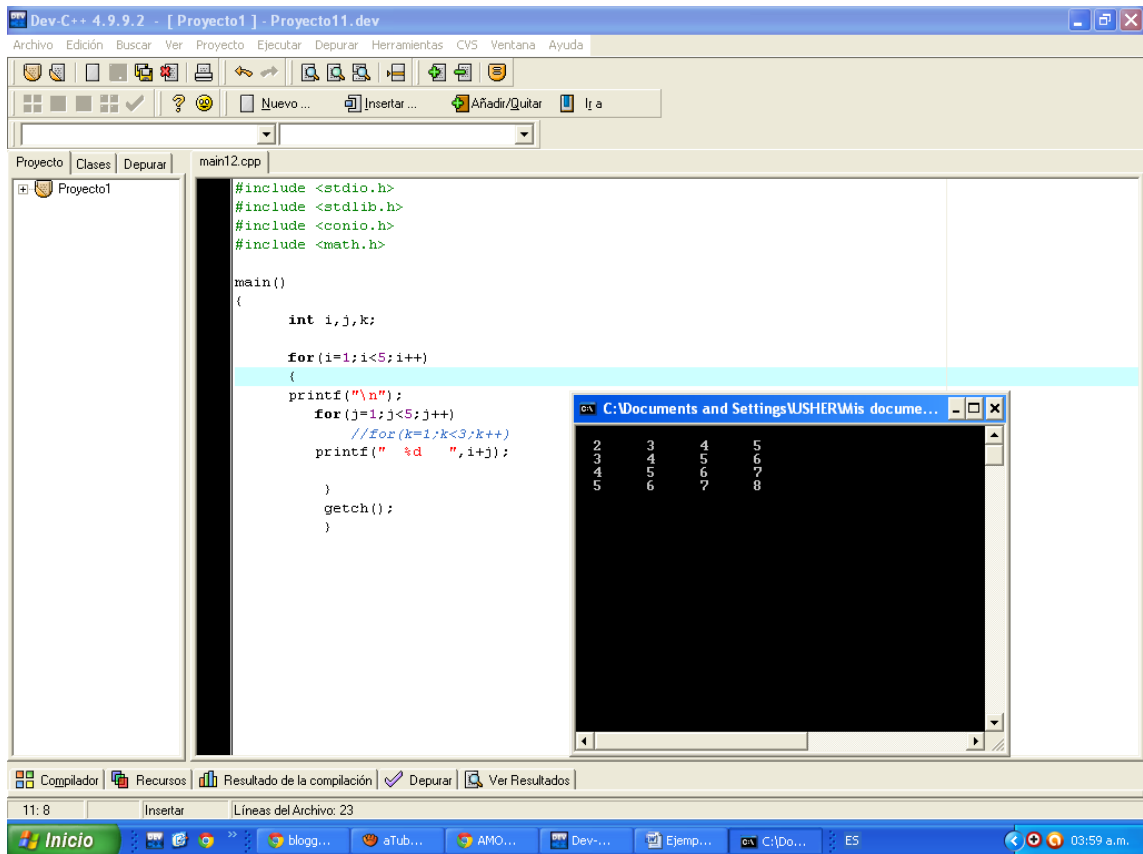 Dev-C++ 4.9.9.2 - [ Proyecto1 ] - Proyecto11.dev
Archivo Edición Buscar Ver Proyecto Ejecutar Depurar Herramientas CVS Ventana Ayuda
Nuevo ... Insertar ... Añadir/Quitar Ir a
Proyecto Clases Depurar main12.cpp
Proyecto1
#include <stdio.h>
#include <stdlib.h>
#include <conio.h>
#include <math.h>
main()
{
int i,j,k;
for(i=1;i<5;i++)
{
printf("\n");
for(j=1;j<5;j++)
//for(k=1;k<3;k++)
printf("  %d   ",i+j);
}
getch();
}
C:\Documents and Settings\USHER\Mis docume...
2 3 4 5
3 4 5 6
4 5 6 7
5 6 7 8
Compilador Recursos Resultado de la compilación Depurar Ver Resultados
11: 8 Insertar Líneas del Archivo: 23
Inicio blogg... aTub... AMO... Dev-... Ejemp... C:\Do... ES 03:59 a.m.